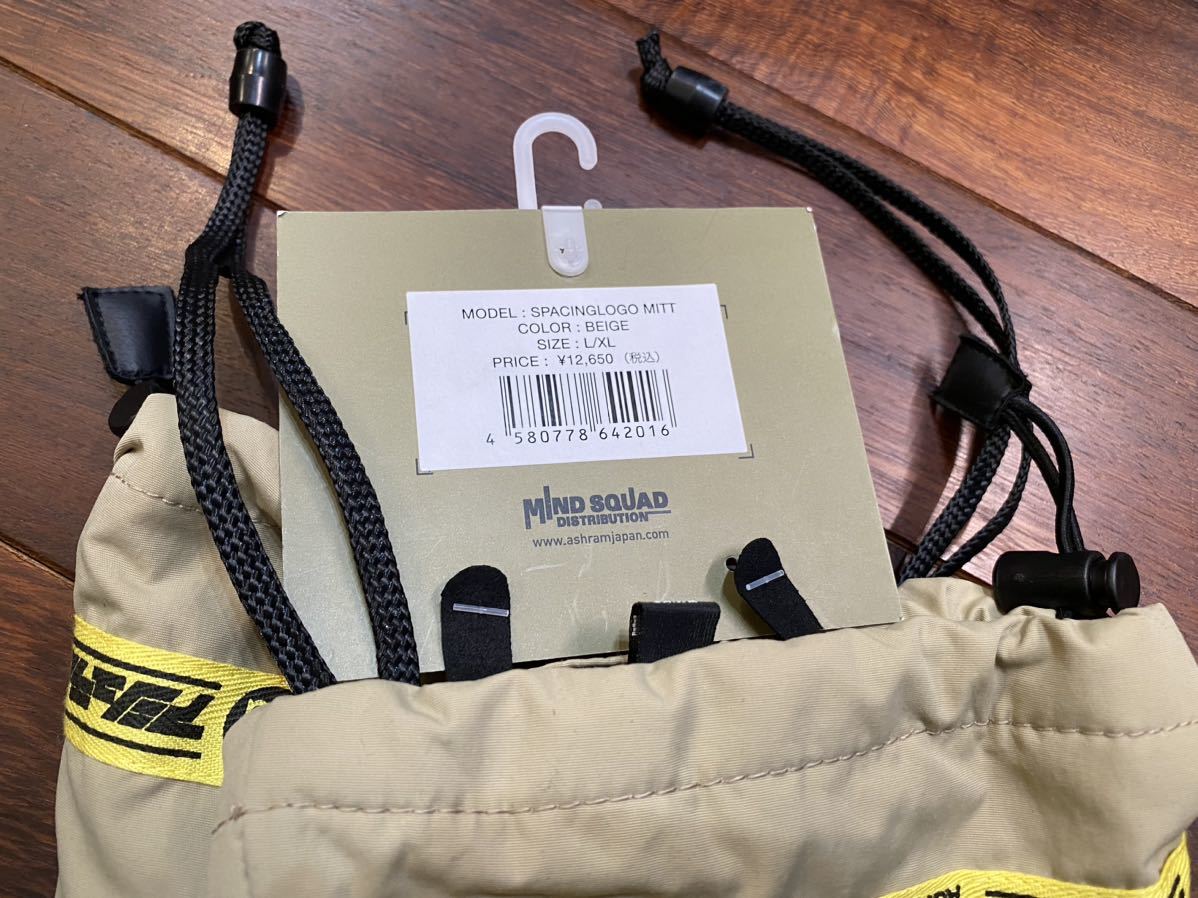 MODEL : SPACINGLOGO MITT
COLOR : BEIGE
SIZE : L/XL
PRICE : ¥12,650 (税込)
4 580778 642016
MIND SQUAD
DISTRIBUTION
www.ashramjapan.com